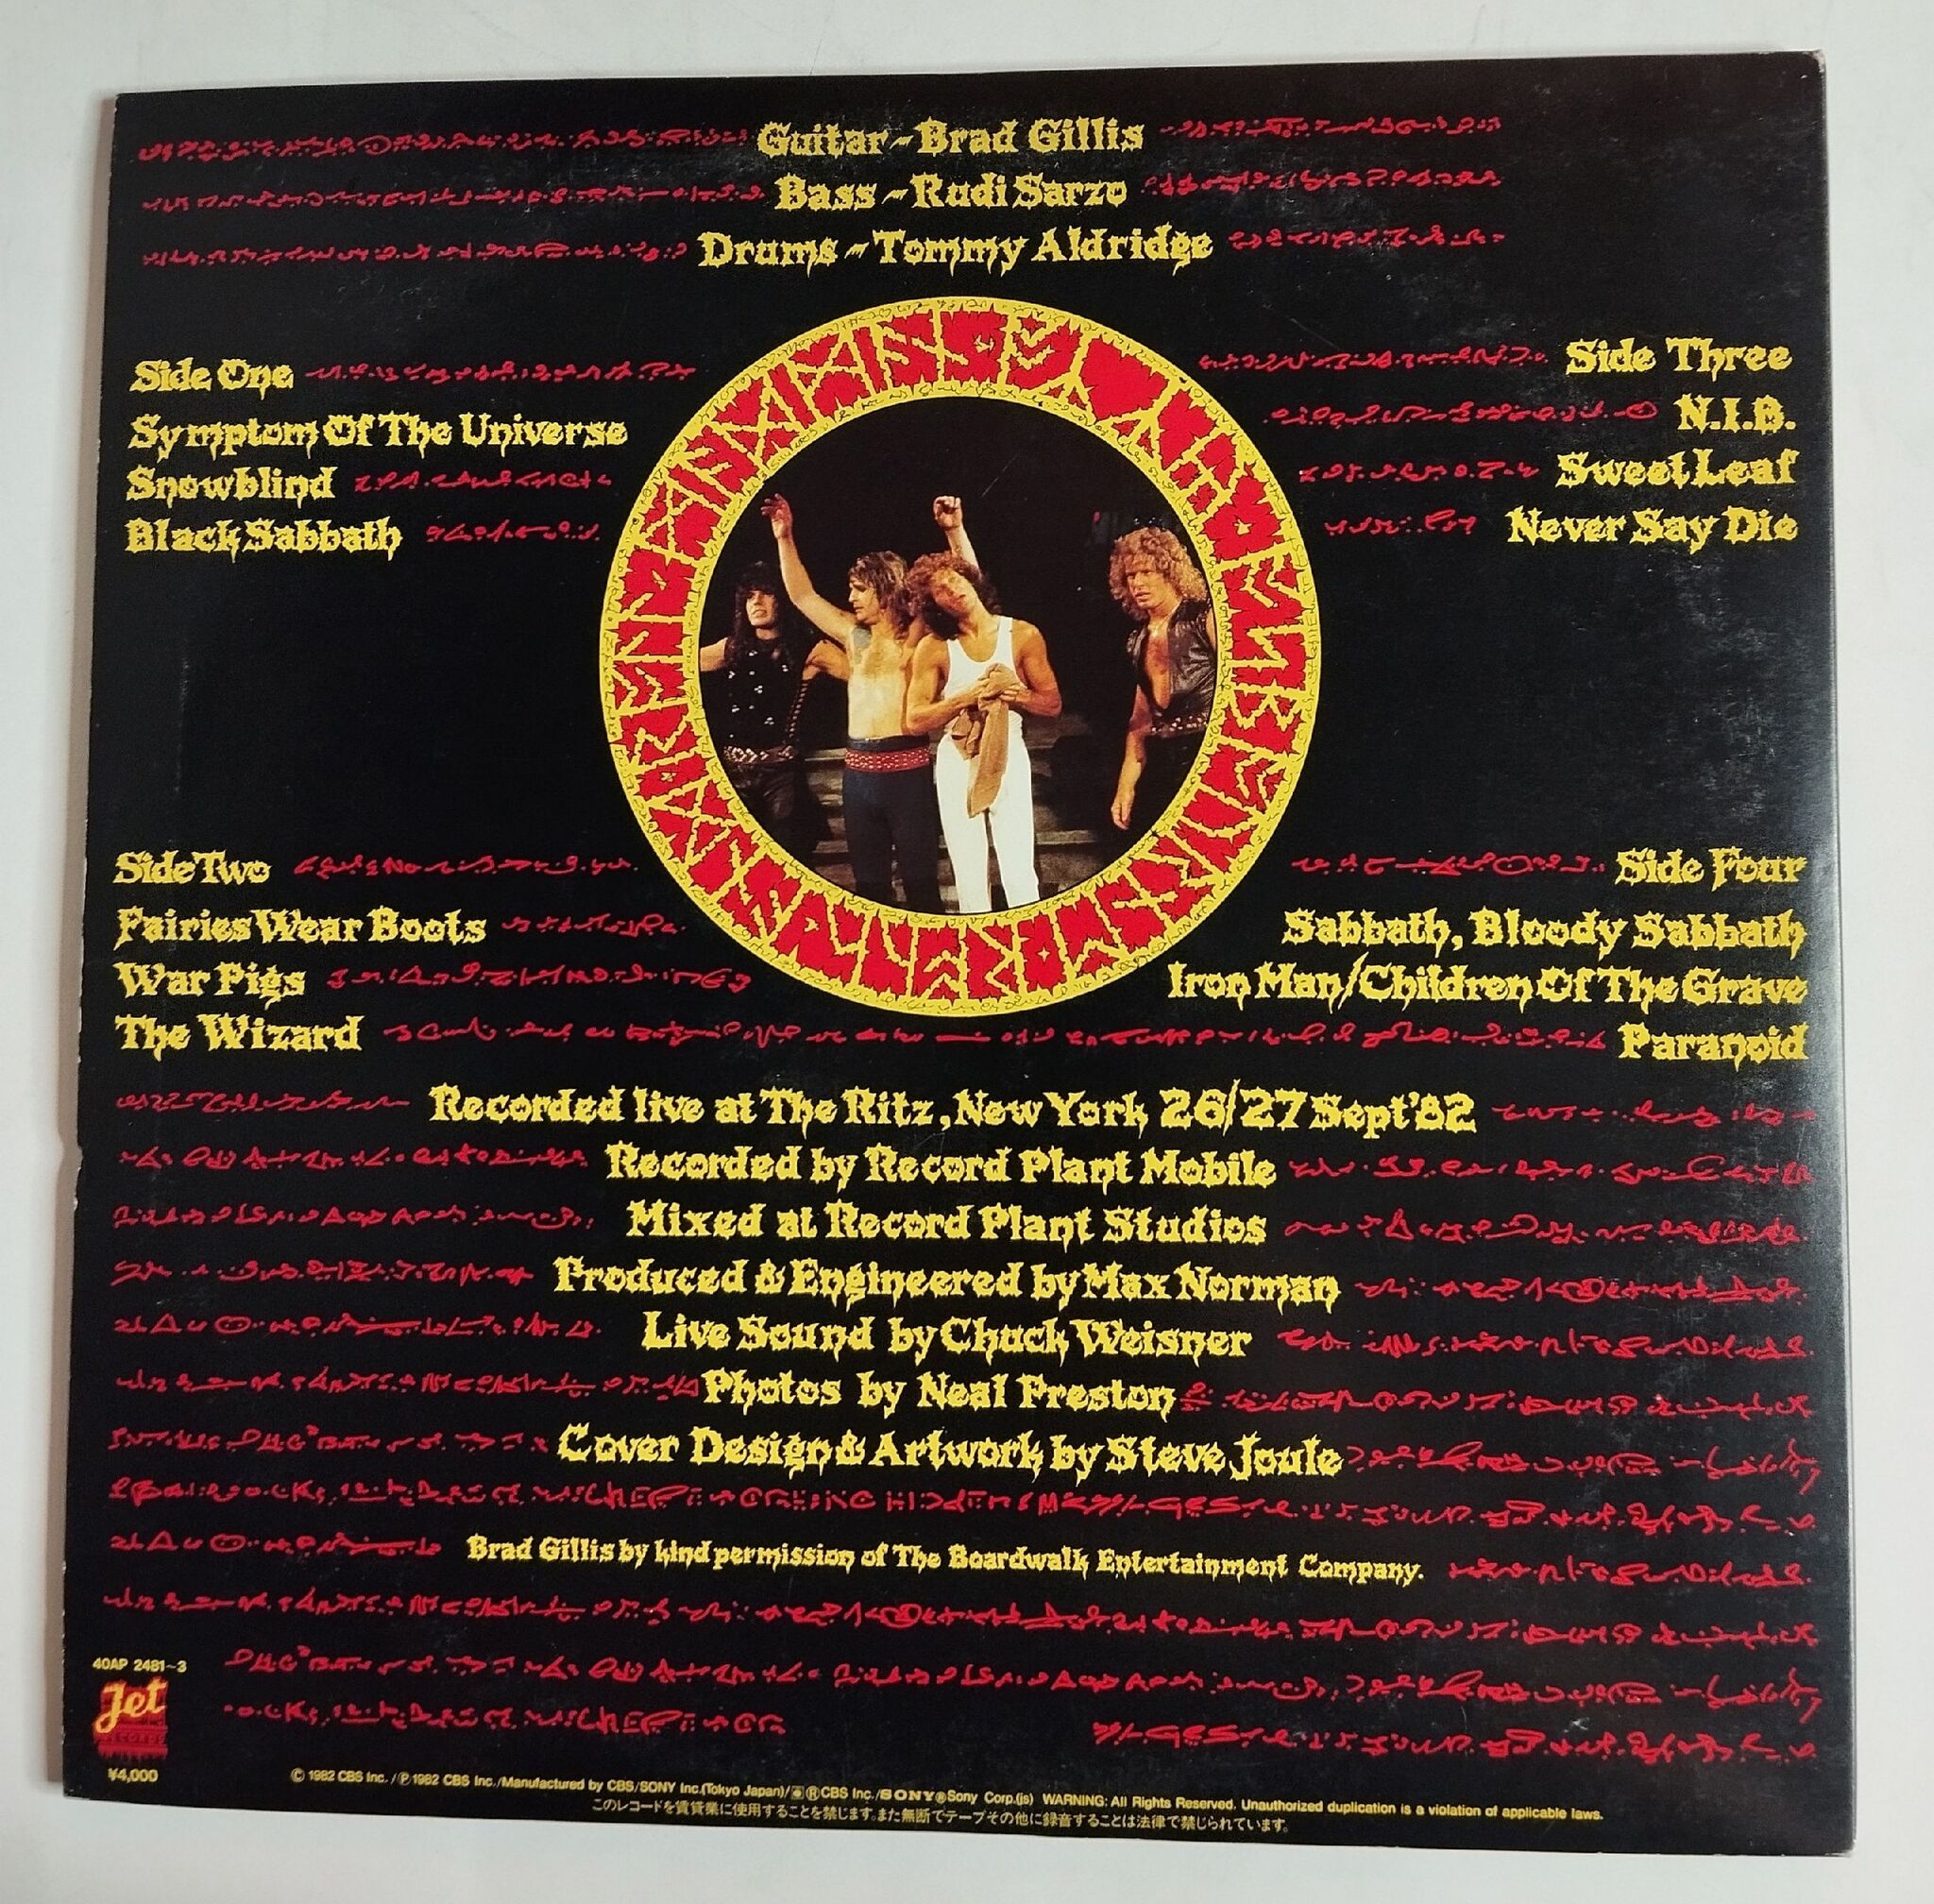 Guitar-Brad Gillis
Bass-Rudi Sarzo
Drums-Tommy Aldridge
Side One
Symptom Of The Universe
Snowblind
Black Sabbath
Side Three
N.I.B.
Sweet Leaf
Never Say Die
Side Two
Fairies Wear Boots
War Pigs
The Wizard
Side Four
Sabbath, Bloody Sabbath
Iron Man/Children Of The Grave
Paranoid
Recorded live at The Ritz, New York 26/27 Sept'82
Recorded by Record Plant Mobile
Mixed at Record Plant Studios
Produced & Engineered by Max Norman
Live Sound by Chuck Weisner
Photos by Neal Preston
Cover Design & Artwork by Steve Joule
Brad Gillis by kind permission of The Boardwalk Entertainment Company.
40AP 2481~3
Jet
RECORDS
¥4,000
© 1982 CBS Inc./Ⓟ1982 CBS Inc./Manufactured by CBS/SONY Inc.(Tokyo Japan)/®CBS Inc./SONY®Sony Corp.(js) WARNING: All Rights Reserved. Unauthorized duplication is a violation of applicable laws.
このレコードを賃貸業に使用することを禁じます。また無断でテープその他に録音することは法律で禁じられています。